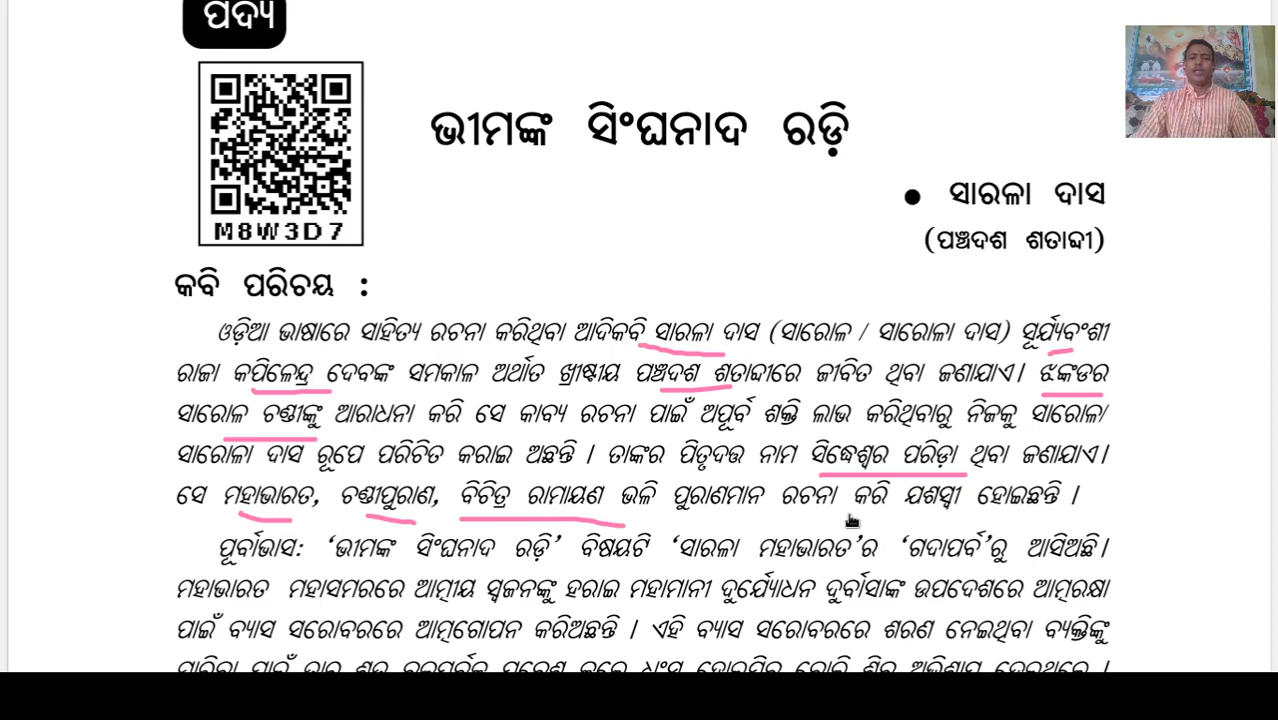 ପଦ୍ୟ
M8W3D7
ଭୀମଙ୍କ ସିଂଘନାଦ ରଡ଼ି
● ସାରଳା ଦାସ
(ପଞ୍ଚଦଶ ଶତାବ୍ଦୀ)
କବି ପରିଚୟ :
ଓଡ଼ିଆ ଭାଷାରେ ସାହିତ୍ୟ ରଚନା କରିଥିବା ଆଦିକବି ସାରଳା ଦାସ (ସାରୋଳ / ସାରୋଳା ଦାସ) ସୂର୍ଯ୍ୟବଂଶୀ
ରାଜା କପିଳେନ୍ଦ୍ର ଦେବଙ୍କ ସମକାଳ ଅର୍ଥାତ ଖ୍ରୀଷ୍ଟୀୟ ପଞ୍ଚଦଶ ଶତାବ୍ଦୀରେ ଜୀବିତ ଥିବା ଜଣାଯାଏ। ଝଙ୍କଡର
ସାରୋଳ ଚଣ୍ଡୀଙ୍କୁ ଆରାଧନା କରି ସେ କାବ୍ୟ ରଚନା ପାଇଁ ଅପୂର୍ବ ଶକ୍ତି ଲାଭ କରିଥିବାରୁ ନିଜକୁ ସାରୋଳ/
ସାରୋଳା ଦାସ ରୂପେ ପରିଚିତ କରାଇ ଅଛନ୍ତି । ତାଙ୍କର ପିତୃଦତ୍ତ ନାମ ସିଦ୍ଧେଶ୍ୱର ପରିଡ଼ା ଥିବା ଜଣାଯାଏ।
ସେ ମହାଭାରତ, ଚଣ୍ଡୀପୁରାଣ, ବିଚିତ୍ର ରାମାୟଣ ଭଳି ପୁରାଣମାନ ରଚନା କରି ଯଶସ୍ୱୀ ହୋଇଛନ୍ତି ।
ପୂର୍ବାଭାସ: ‘ଭୀମଙ୍କ ସିଂଘନାଦ ରଡ଼ି’ ବିଷୟଟି ‘ସାରଳା ମହାଭାରତ’ର ‘ଗଦାପର୍ବ’ରୁ ଆସିଅଛି।
ମହାଭାରତ ମହାସମରରେ ଆତ୍ମୀୟ ସ୍ୱଜନଙ୍କୁ ହରାଇ ମହାମାନୀ ଦୁର୍ଯ୍ୟୋଧନ ଦୁର୍ବାସାଙ୍କ ଉପଦେଶରେ ଆତ୍ମରକ୍ଷା
ପାଇଁ ବ୍ୟାସ ସରୋବରରେ ଆତ୍ମଗୋପନ କରିଅଛନ୍ତି । ଏହି ବ୍ୟାସ ସରୋବରରେ ଶରଣ ନେଇଥିବା ବ୍ୟକ୍ତିଙ୍କୁ